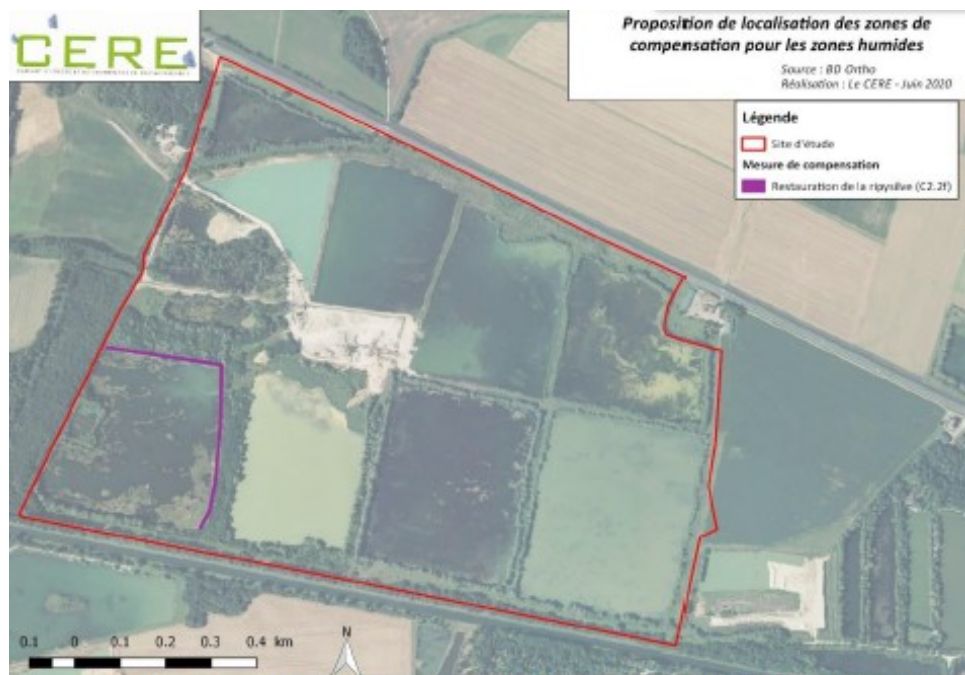 CERE
Proposition de localisation des zones de
compensation pour les zones humides
Source : BD Ortho
Réalisation : Le CERE - Juin 2020
Légende
Site d'étude
Mesure de compensation
Restauration de la ripysilve (C2.2f)
0.1 0 0.1 0.2 0.3 0.4 km
N